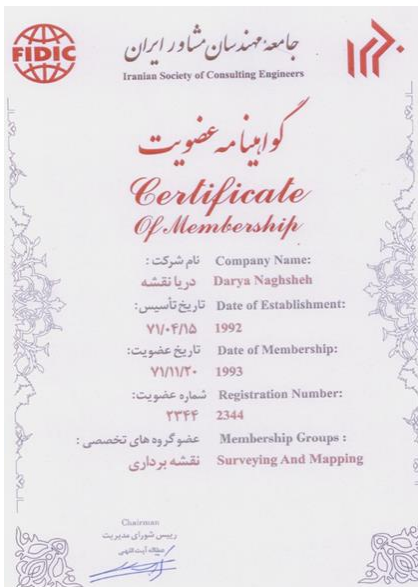 FIDIC
جامعه مهندسان مشاور ایران
Iranian Society of Consulting Engineers
گواهینامه عضویت
Certificate
Of Membership
نام شرکت : Company Name:
دریا نقشه Darya Naghsheh
تاریخ تأسیس: Date of Establishment:
۷۱/۰۴/۱۵ 1992
تاریخ عضویت: Date of Membership:
۷۱/۱۱/۲۰ 1993
شماره عضویت: Registration Number:
۲۳۴۴ 2344
عضو گروه های تخصصی : Membership Groups :
نقشه برداری Surveying And Mapping
Chairman
رییس شورای مدیریت